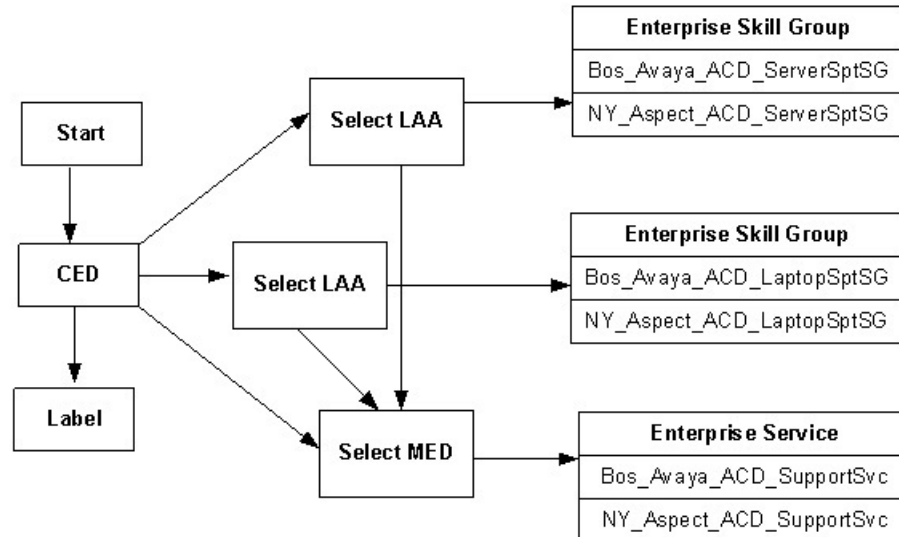 Enterprise Skill Group
Bos_Avaya_ACD_ServerSptSG
NY_Aspect_ACD_ServerSptSG
Select LAA
Start
Enterprise Skill Group
Bos_Avaya_ACD_LaptopSptSG
NY_Aspect_ACD_LaptopSptSG
CED
Select LAA
Label
Select MED
Enterprise Service
Bos_Avaya_ACD_SupportSvc
NY_Aspect_ACD_SupportSvc